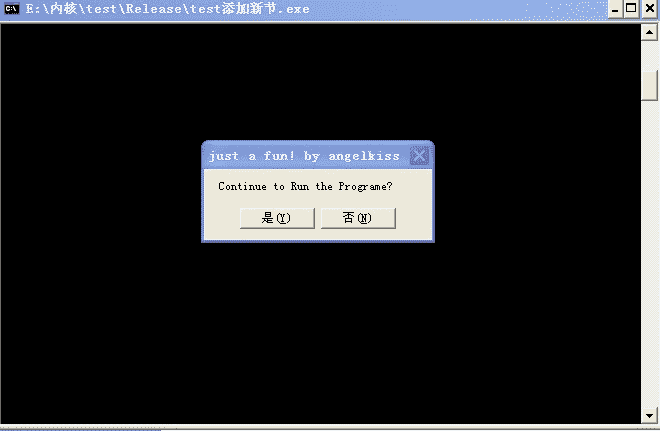 E:\内核\test\Release\test添加新节.exe
just a fun! by angelkiss
Continue to Run the Programe?
是(Y) 否(N)